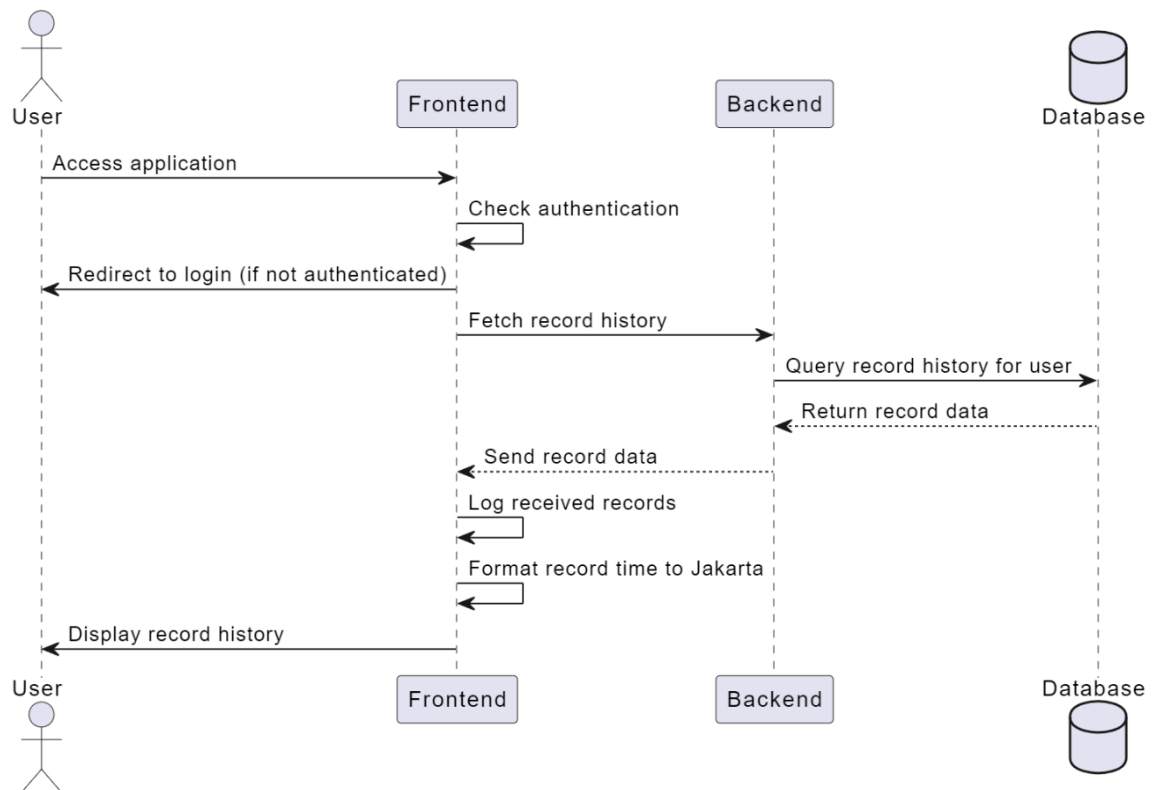 User
Frontend
Backend
Database
Access application
Check authentication
Redirect to login (if not authenticated)
Fetch record history
Query record history for user
Return record data
Send record data
Log received records
Format record time to Jakarta
Display record history
User
Frontend
Backend
Database